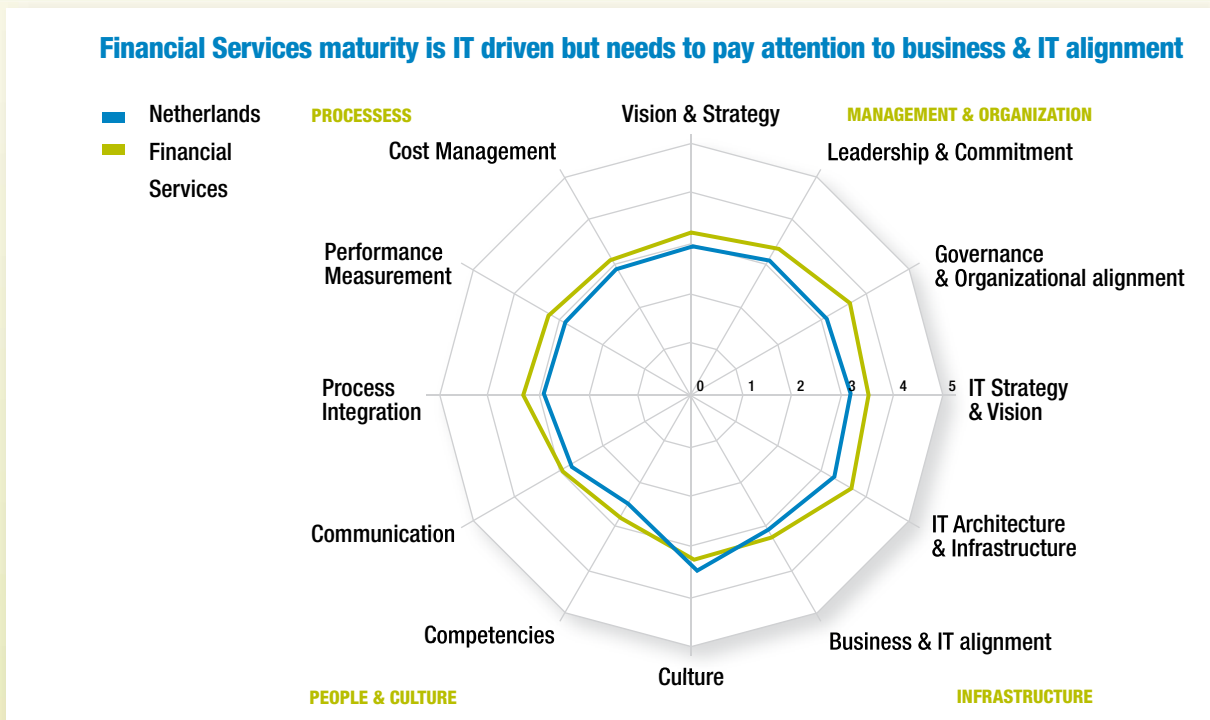 Financial Services maturity is IT driven but needs to pay attention to business & IT alignment
Netherlands
Financial
Services
PROCESSESS
Vision & Strategy
MANAGEMENT & ORGANIZATION
Cost Management
Leadership & Commitment
Performance
Measurement
Governance
& Organizational alignment
Process
Integration
0 1 2 3 4 5
IT Strategy
& Vision
Communication
IT Architecture
& Infrastructure
Competencies
Business & IT alignment
Culture
PEOPLE & CULTURE
INFRASTRUCTURE